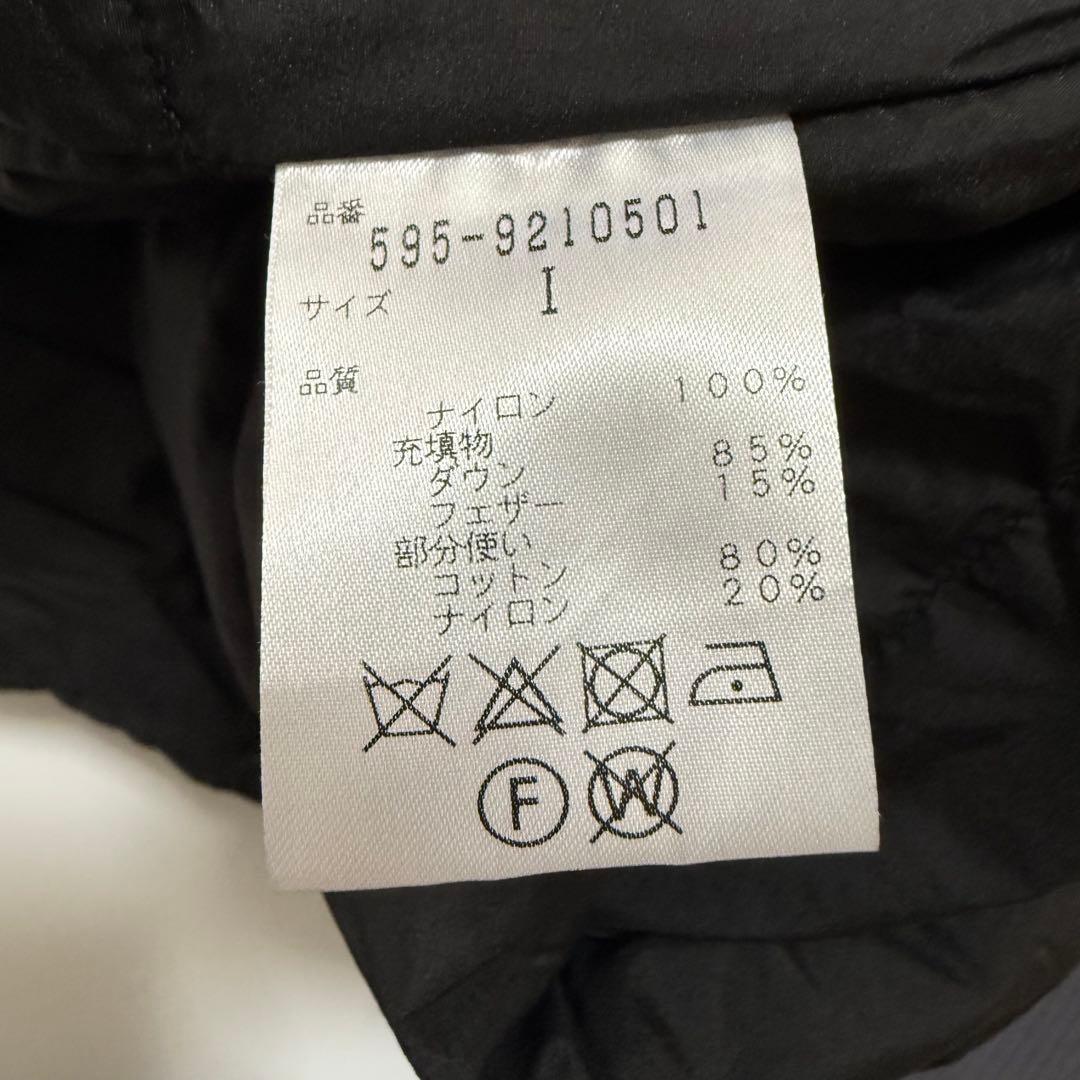 品番 595-9210501
サイズ I
品質
ナイロン 100%
充填物
ダウン 85%
フェザー 15%
部分使い
コットン 80%
ナイロン 20%
F W